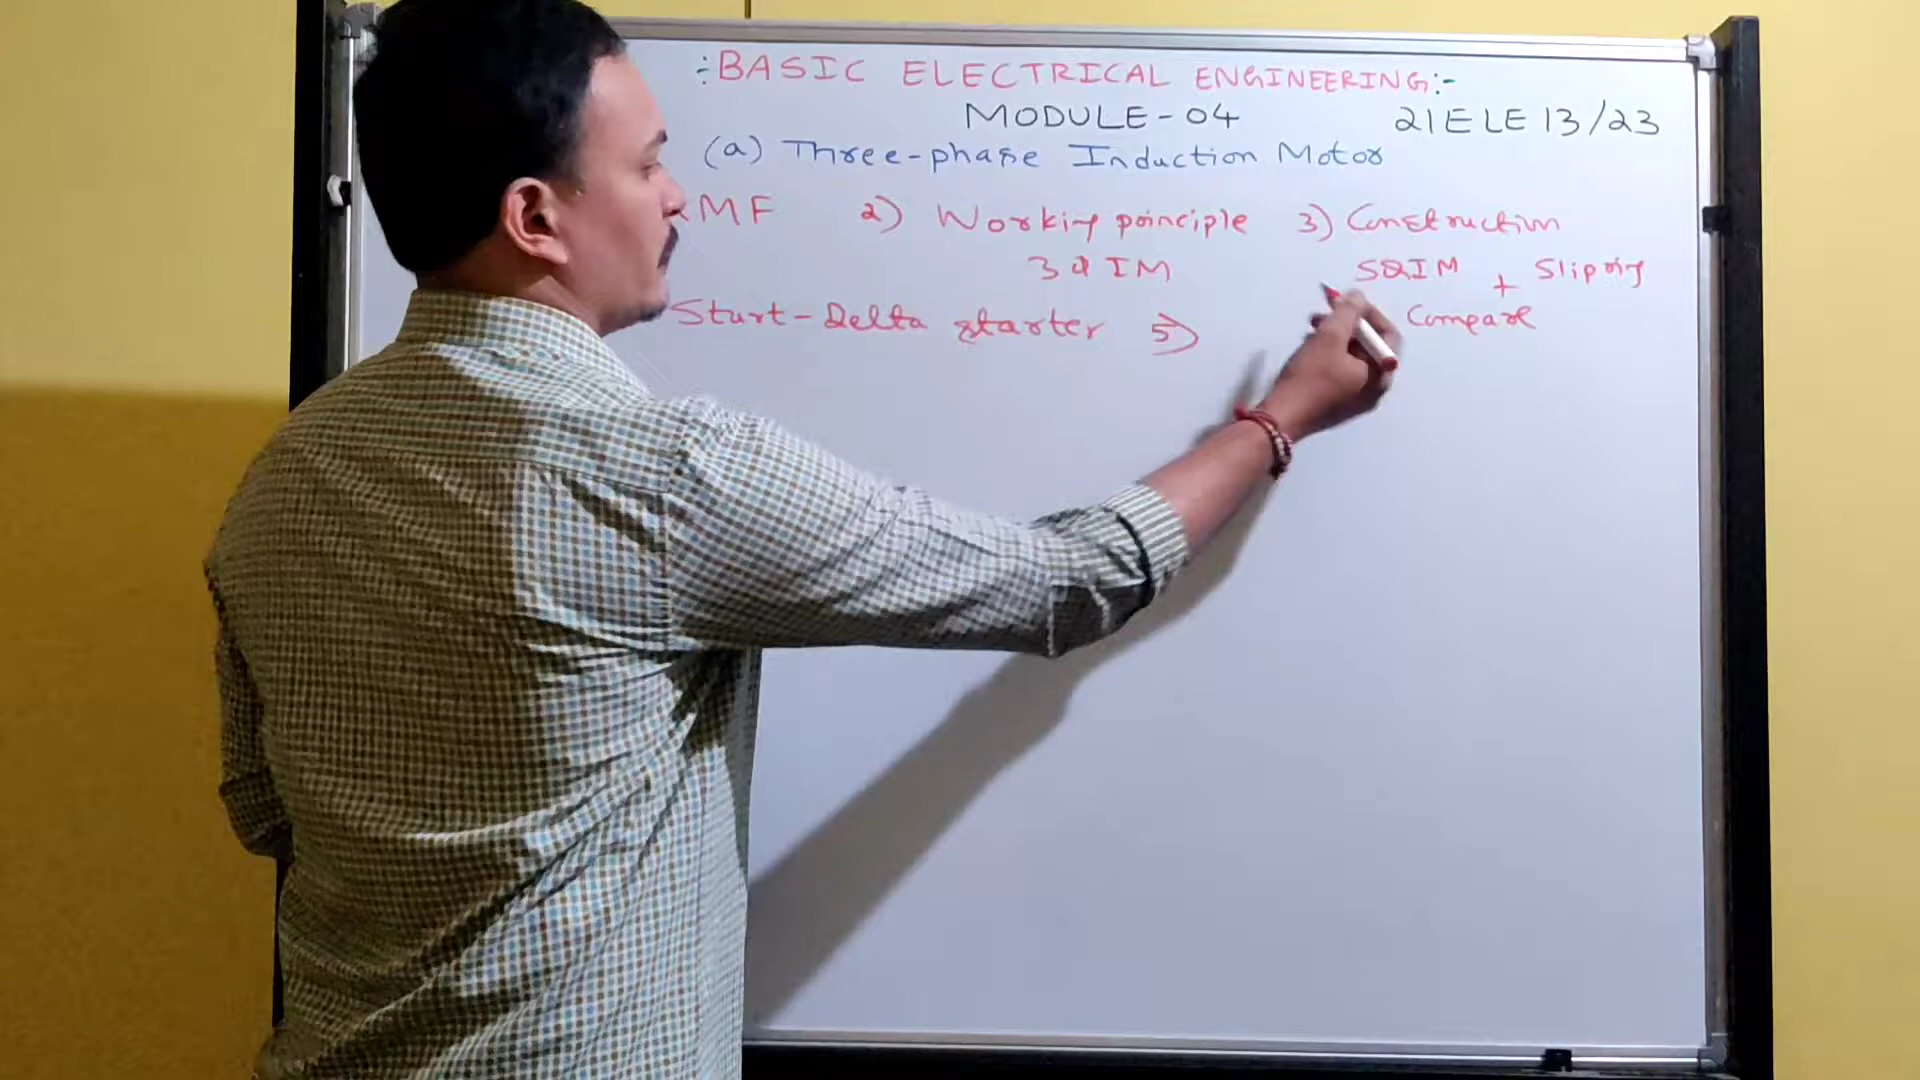 :BASIC ELECTRICAL ENGINEERING:-
MODULE-04 21ELE13/23
(a) Three-phase Induction Motor
RMF 2) Working principle 3) Construction
3Φ IM SQIM + Slipring
Start-Delta starter 5) Compare